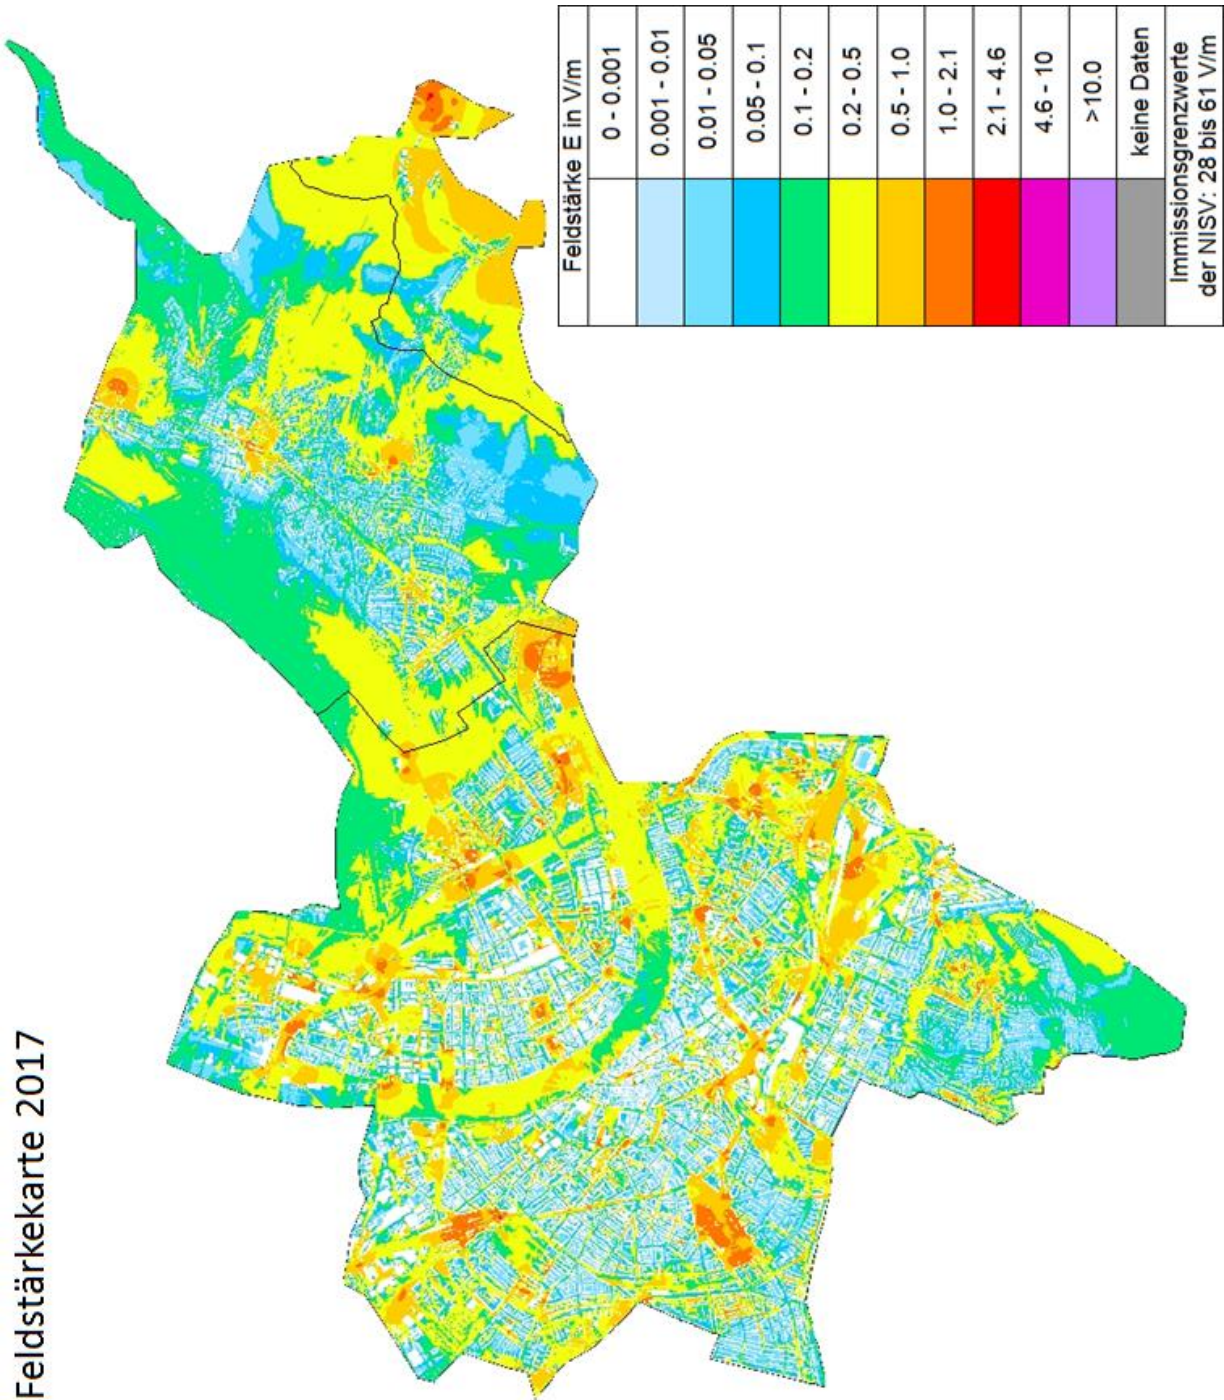 Feldstärkekarte 2017
Feldstärke E in V/m
0 - 0.001
0.001 - 0.01
0.01 - 0.05
0.05 - 0.1
0.1 - 0.2
0.2 - 0.5
0.5 - 1.0
1.0 - 2.1
2.1 - 4.6
4.6 - 10
>10.0
keine Daten
Immissionsgrenzwerte
der NISV: 28 bis 61 V/m